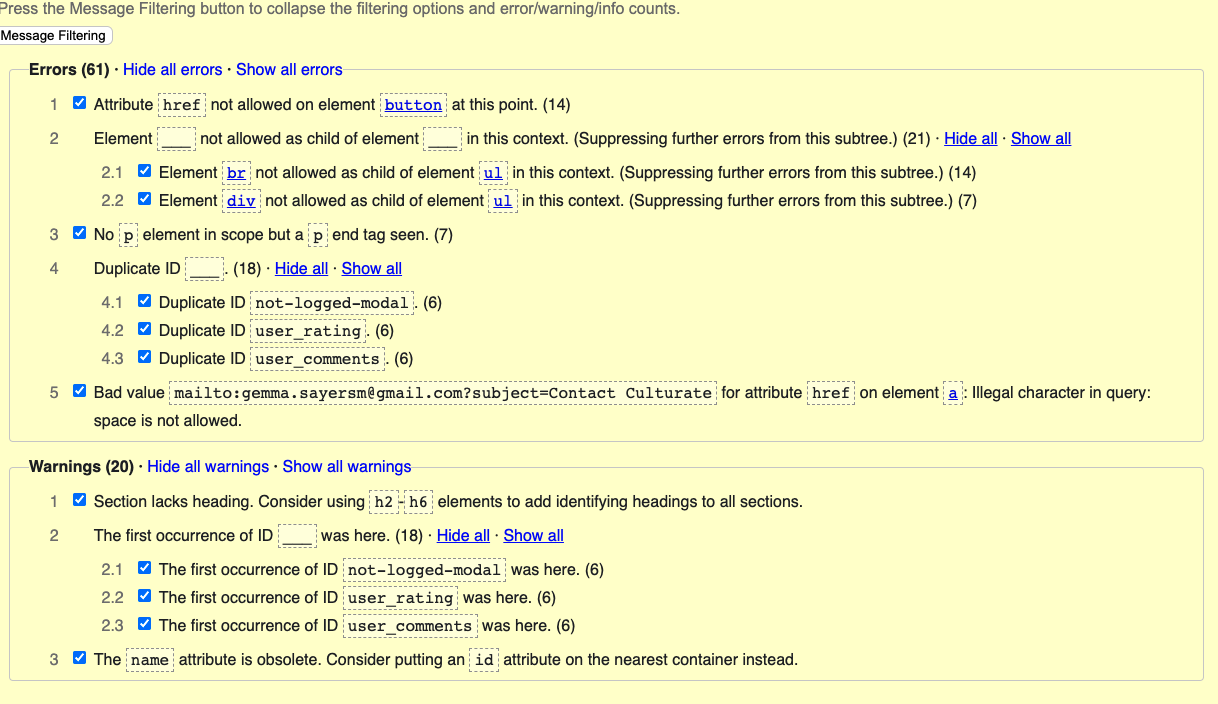 Press the Message Filtering button to collapse the filtering options and error/warning/info counts.
Message Filtering
Errors (61) · Hide all errors · Show all errors
1 Attribute href not allowed on element button at this point. (14)
2 Element ___ not allowed as child of element ___ in this context. (Suppressing further errors from this subtree.) (21) · Hide all · Show all
2.1 Element br not allowed as child of element ul in this context. (Suppressing further errors from this subtree.) (14)
2.2 Element div not allowed as child of element ul in this context. (Suppressing further errors from this subtree.) (7)
3 No p element in scope but a p end tag seen. (7)
4 Duplicate ID ___. (18) · Hide all · Show all
4.1 Duplicate ID not-logged-modal. (6)
4.2 Duplicate ID user_rating. (6)
4.3 Duplicate ID user_comments. (6)
5 Bad value mailto:gemma.sayersm@gmail.com?subject=Contact Culturate for attribute href on element a: Illegal character in query:
space is not allowed.
Warnings (20) · Hide all warnings · Show all warnings
1 Section lacks heading. Consider using h2-h6 elements to add identifying headings to all sections.
2 The first occurrence of ID ___ was here. (18) · Hide all · Show all
2.1 The first occurrence of ID not-logged-modal was here. (6)
2.2 The first occurrence of ID user_rating was here. (6)
2.3 The first occurrence of ID user_comments was here. (6)
3 The name attribute is obsolete. Consider putting an id attribute on the nearest container instead.